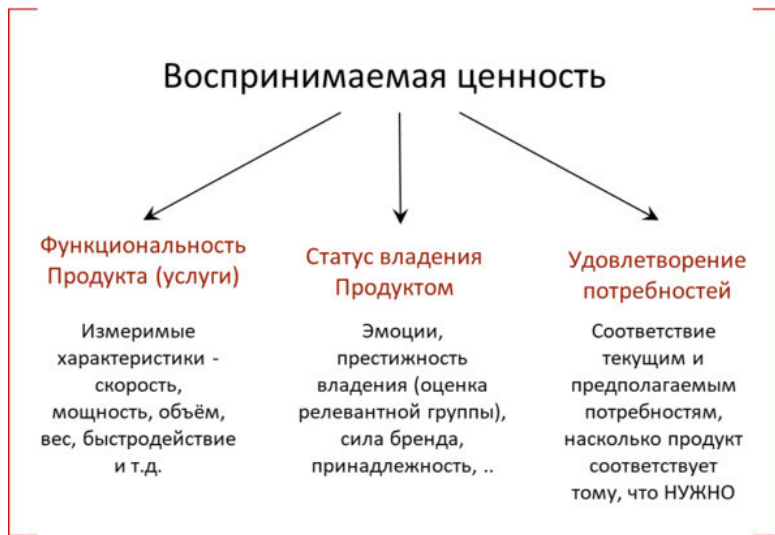 Воспринимаемая ценность
Функциональность
Продукта (услуги)
Измеримые
характеристики -
скорость,
мощность, объём,
вес, быстродействие
и т.д.
Статус владения
Продуктом
Эмоции,
престижность
владения (оценка
релевантной группы),
сила бренда,
принадлежность, ..
Удовлетворение
потребностей
Соответствие
текущим и
предполагаемым
потребностям,
насколько продукт
соответствует
тому, что НУЖНО